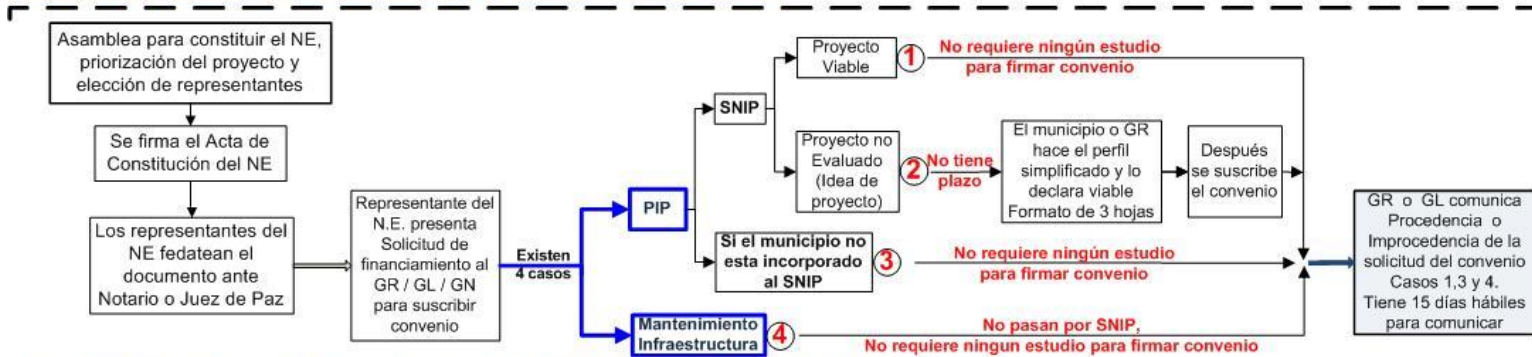 Asamblea para constituir el NE,
priorización del proyecto y
elección de representantes
Se firma el Acta de
Constitución del NE
Los representantes del
NE fedatean el
documento ante
Notario o Juez de Paz
Representante del
N.E. presenta
Solicitud de
financiamiento al
GR / GL / GN
para suscribir
convenio
Existen
4 casos
PIP
SNIP
Proyecto
Viable
1
No requiere ningún estudio
para firmar convenio
Proyecto no
Evaluado
(Idea de
proyecto)
2
No tiene
plazo
El municipio o GR
hace el perfil
simplificado y lo
declara viable
Formato de 3 hojas
Después
se suscribe
el convenio
Si el municipio no
esta incorporado
al SNIP
3
No requiere ningún estudio
para firmar convenio
Mantenimiento
Infraestructura
4
No pasan por SNIP,
No requiere ningun estudio para firmar convenio
GR o GL comunica
Procedencia o
Improcedencia de la
solicitud del convenio
Casos 1,3 y 4.
Tiene 15 días hábiles
para comunicar